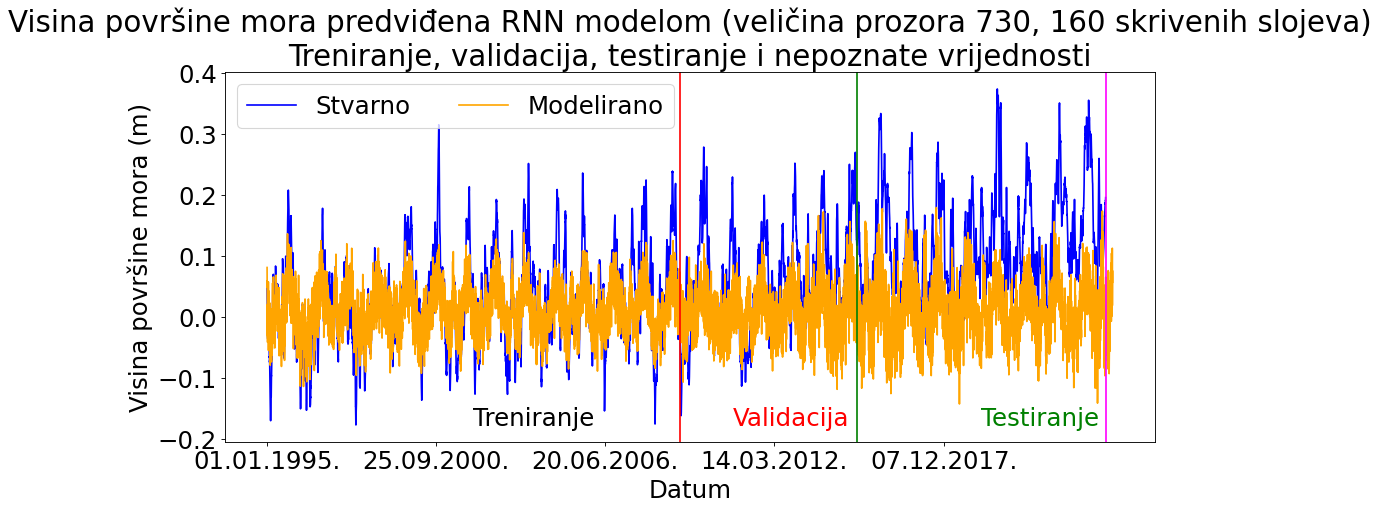 Visina površine mora predviđena RNN modelom (veličina prozora 730, 160 skrivenih slojeva)
Treniranje, validacija, testiranje i nepoznate vrijednosti
Stvarno
Modelirano
Visina površine mora (m)
0.4
0.3
0.2
0.1
0.0
−0.1
−0.2
Treniranje
Validacija
Testiranje
01.01.1995.
25.09.2000.
20.06.2006.
14.03.2012.
07.12.2017.
Datum